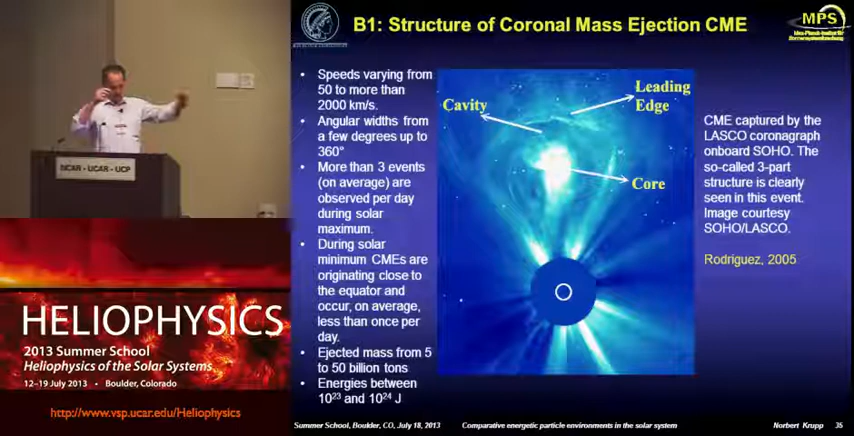 B1: Structure of Coronal Mass Ejection CME
MPS
NCAR - UCAR - UCP
• Speeds varying from
50 to more than
2000 km/s.
• Angular widths from
a few degrees up to
360°
• More than 3 events
(on average) are
observed per day
during solar
maximum.
• During solar
minimum CMEs are
originating close to
the equator and
occur, on average,
less than once per
day.
• Ejected mass from 5
to 50 billion tons
• Energies between
10²³ and 10²⁴ J
Cavity
Leading
Edge
Core
CME captured by the
LASCO coronagraph
onboard SOHO. The
so-called 3-part
structure is clearly
seen in this event.
Image courtesy
SOHO/LASCO.
Rodriguez, 2005
HELIOPHYSICS
2013 Summer School
Heliophysics of the Solar Systems
12–19 July 2013 • Boulder, Colorado
http://www.vsp.ucar.edu/Heliophysics
Summer School, Boulder, CO, July 18, 2013 Comparative energetic particle environments in the solar system Norbert Krupp 35